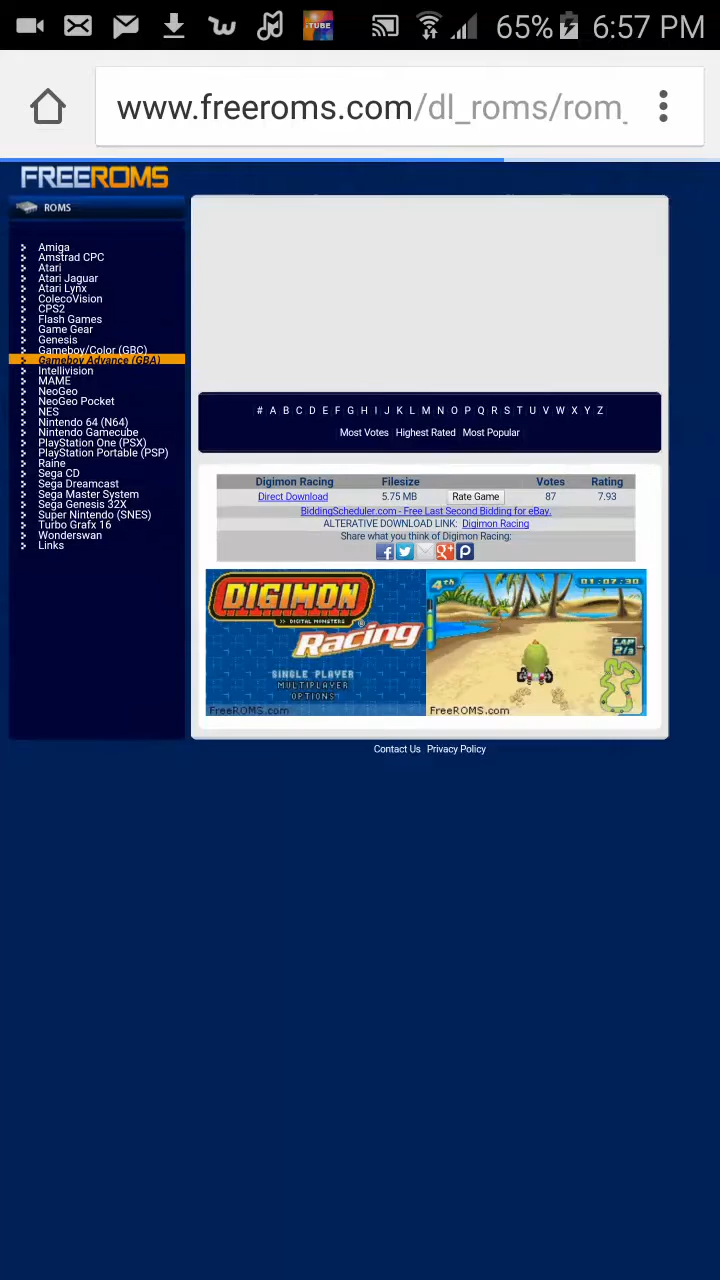 iTUBE
65% 6:57 PM
www.freeroms.com/dl_roms/rom_
FREEROMS
ROMS
Amiga
Amstrad CPC
Atari
Atari Jaguar
Atari Lynx
ColecoVision
CPS2
Flash Games
Game Gear
Genesis
Gameboy/Color (GBC)
Gameboy Advance (GBA)
Intellivision
MAME
NeoGeo
NeoGeo Pocket
NES
Nintendo 64 (N64)
Nintendo Gamecube
PlayStation One (PSX)
PlayStation Portable (PSP)
Raine
Sega CD
Sega Dreamcast
Sega Master System
Sega Genesis 32X
Super Nintendo (SNES)
Turbo Grafx 16
Wonderswan
Links
# A B C D E F G H I J K L M N O P Q R S T U V W X Y Z
Most Votes Highest Rated Most Popular
Digimon Racing Filesize Votes Rating
Direct Download 5.75 MB Rate Game 87 7.93
BiddingScheduler.com - Free Last Second Bidding for eBay.
ALTERATIVE DOWNLOAD LINK: Digimon Racing
Share what you think of Digimon Racing:
DIGIMON
>> DIGITAL MONSTERS
Racing
SINGLE PLAYER
MULTIPLAYER
OPTIONS
FreeROMS.com
4th 01:07:30
LAP
2/3
FreeROMS.com
Contact Us Privacy Policy